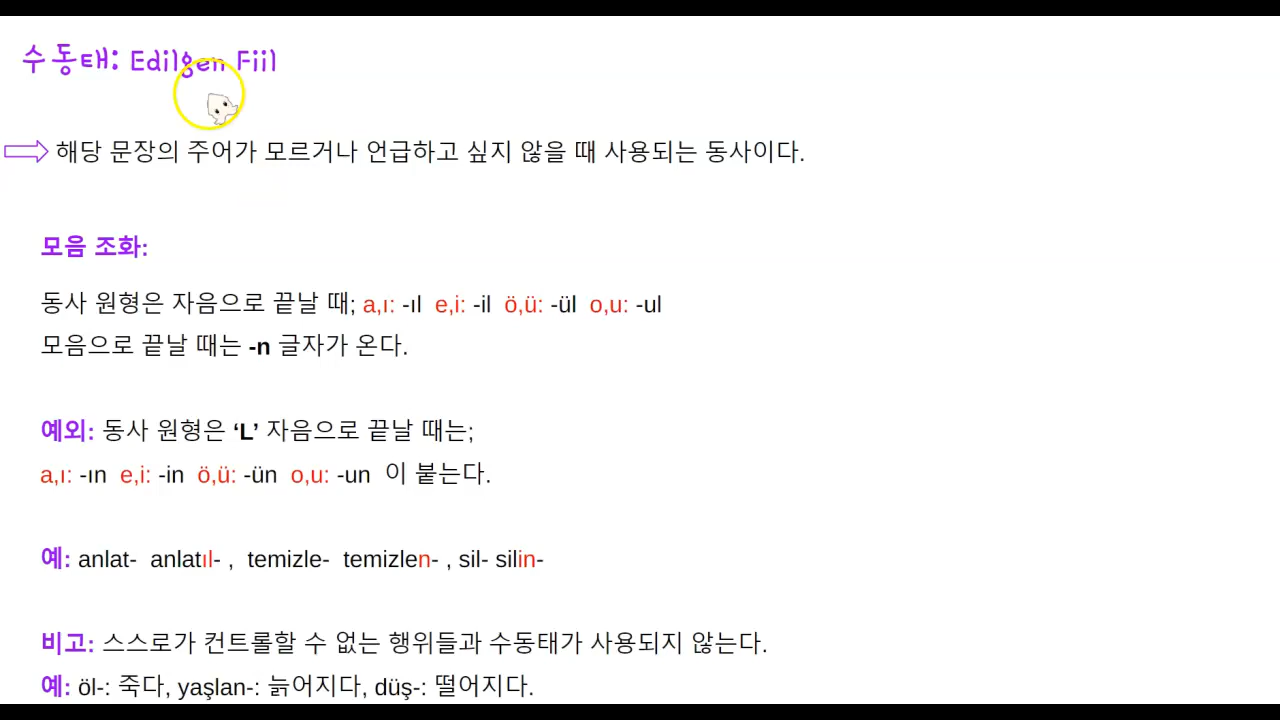 수동태: Edilgen Fiil
해당 문장의 주어가 모르거나 언급하고 싶지 않을 때 사용되는 동사이다.
모음 조화:
동사 원형은 자음으로 끝날 때; a,ı: -ıl e,i: -il ö,ü: -ül o,u: -ul
모음으로 끝날 때는 -n 글자가 온다.
예외: 동사 원형은 ‘L’ 자음으로 끝날 때는;
a,ı: -ın e,i: -in ö,ü: -ün o,u: -un 이 붙는다.
예: anlat- anlatıl- , temizle- temizlen- , sil- silin-
비고: 스스로가 컨트롤할 수 없는 행위들과 수동태가 사용되지 않는다.
예: öl-: 죽다, yaşlan-: 늙어지다, düş-: 떨어지다.